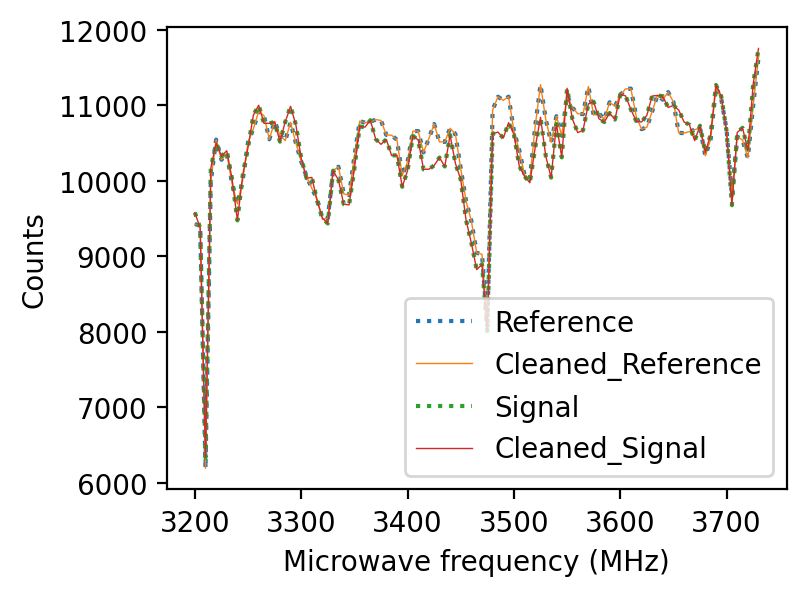 12000
11000
10000
9000
8000
7000
6000
Counts
Reference
Cleaned_Reference
Signal
Cleaned_Signal
3200 3300 3400 3500 3600 3700
Microwave frequency (MHz)